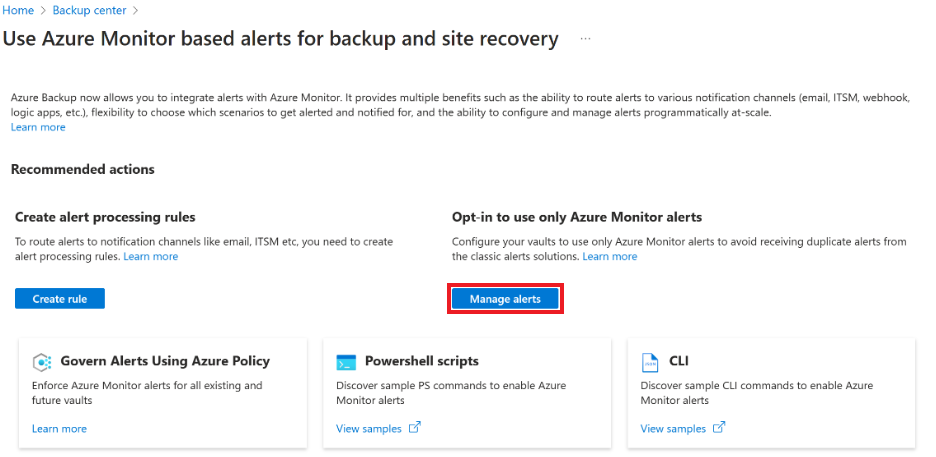 Home > Backup center >
Use Azure Monitor based alerts for backup and site recovery ...
Azure Backup now allows you to integrate alerts with Azure Monitor. It provides multiple benefits such as the ability to route alerts to various notification channels (email, ITSM, webhook,
logic apps, etc.), flexibility to choose which scenarios to get alerted and notified for, and the ability to configure and manage alerts programmatically at-scale.
Learn more
Recommended actions
Create alert processing rules
To route alerts to notification channels like email, ITSM etc, you need to create
alert processing rules. Learn more
Create rule
Opt-in to use only Azure Monitor alerts
Configure your vaults to use only Azure Monitor alerts to avoid receiving duplicate alerts from
the classic alerts solutions. Learn more
Manage alerts
Govern Alerts Using Azure Policy
Enforce Azure Monitor alerts for all existing and
future vaults
Learn more
Powershell scripts
Discover sample PS commands to enable Azure
Monitor alerts
View samples
CLI
Discover sample CLI commands to enable Azure
Monitor alerts
View samples